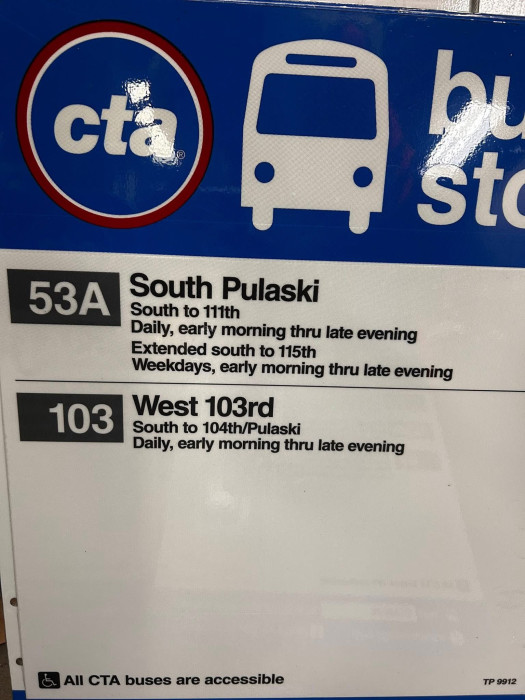 cta®
bu
sto
53A South Pulaski
South to 111th
Daily, early morning thru late evening
Extended south to 115th
Weekdays, early morning thru late evening
103 West 103rd
South to 104th/Pulaski
Daily, early morning thru late evening
All CTA buses are accessible
TP 9912